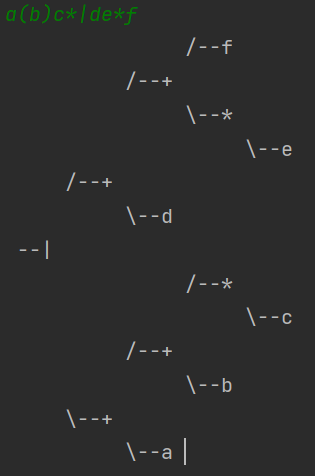 a(b)c*|de*f
/--f
/--+
\--*
\--e
/--+
\--d
--|
/--*
\--c
/--+
\--b
\--+
\--a